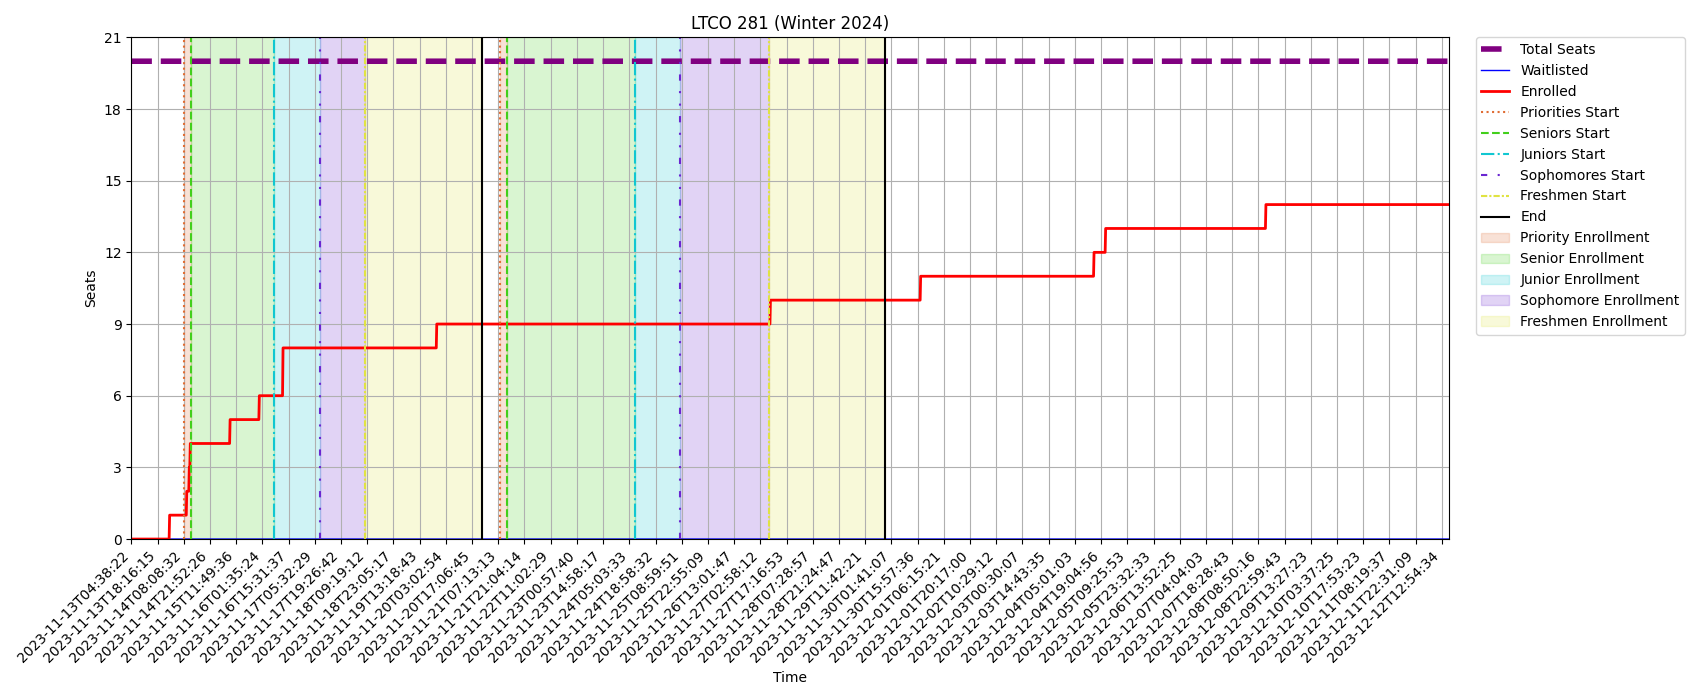 LTCO 281 (Winter 2024)
Seats
21
18
15
12
9
6
3
0
Total Seats
Waitlisted
Enrolled
Priorities Start
Seniors Start
Juniors Start
Sophomores Start
Freshmen Start
End
Priority Enrollment
Senior Enrollment
Junior Enrollment
Sophomore Enrollment
Freshmen Enrollment
2023-11-13T04:38:22
2023-11-13T18:16:15
2023-11-14T08:08:32
2023-11-14T21:52:26
2023-11-15T11:49:36
2023-11-16T01:35:24
2023-11-16T15:31:37
2023-11-17T05:32:29
2023-11-17T19:26:42
2023-11-18T09:19:12
2023-11-18T23:05:17
2023-11-19T13:18:43
2023-11-20T03:02:54
2023-11-20T17:06:45
2023-11-21T07:13:13
2023-11-21T21:04:14
2023-11-22T11:02:29
2023-11-23T00:57:40
2023-11-23T14:58:17
2023-11-24T05:03:33
2023-11-24T18:58:32
2023-11-25T08:59:51
2023-11-25T22:55:09
2023-11-26T13:01:47
2023-11-27T02:58:12
2023-11-27T17:16:53
2023-11-28T07:28:57
2023-11-28T21:24:47
2023-11-29T11:42:21
2023-11-30T01:41:07
2023-11-30T15:57:36
2023-12-01T06:15:21
2023-12-01T20:17:00
2023-12-02T10:29:12
2023-12-03T00:30:07
2023-12-03T14:43:35
2023-12-04T05:01:03
2023-12-04T19:04:56
2023-12-05T09:25:53
2023-12-05T23:32:33
2023-12-06T13:52:25
2023-12-07T04:04:03
2023-12-07T18:28:43
2023-12-08T08:50:16
2023-12-08T22:59:43
2023-12-09T13:27:23
2023-12-10T03:37:25
2023-12-10T17:53:23
2023-12-11T08:19:37
2023-12-11T22:31:09
2023-12-12T12:54:34
Time